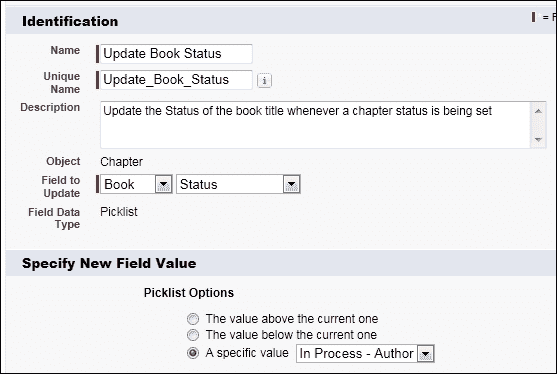 Identification
= F
Name Update Book Status
Unique Name Update_Book_Status i
Description Update the Status of the book title whenever a chapter status is being set
Object Chapter
Field to Update Book Status
Field Data Type Picklist
Specify New Field Value
Picklist Options
The value above the current one
The value below the current one
A specific value In Process - Author